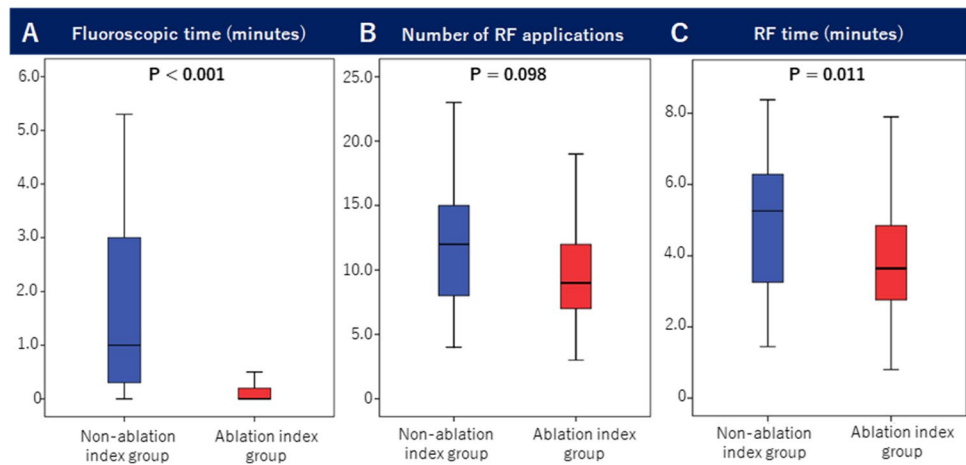 A Fluoroscopic time (minutes)
P < 0.001
6.0
5.0
4.0
3.0
2.0
1.0
0
Non-ablation
index group
Ablation index
group
B Number of RF applications
P = 0.098
25.0
20.0
15.0
10.0
5.0
0
Non-ablation
index group
Ablation index
group
C RF time (minutes)
P = 0.011
8.0
6.0
4.0
2.0
0
Non-ablation
index group
Ablation index
group